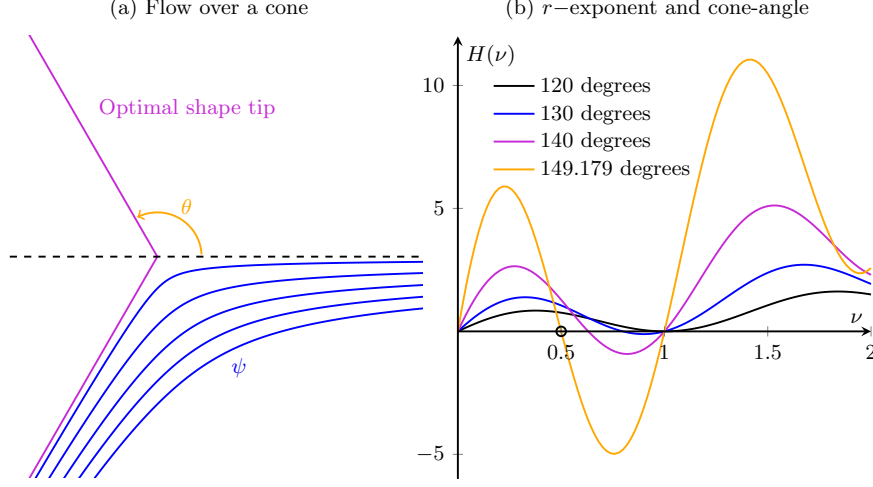 (a) Flow over a cone
Optimal shape tip
θ
ψ
(b) r−exponent and cone-angle
H(ν)
10
5
−5
120 degrees
130 degrees
140 degrees
149.179 degrees
ν
0.5
1
1.5
2